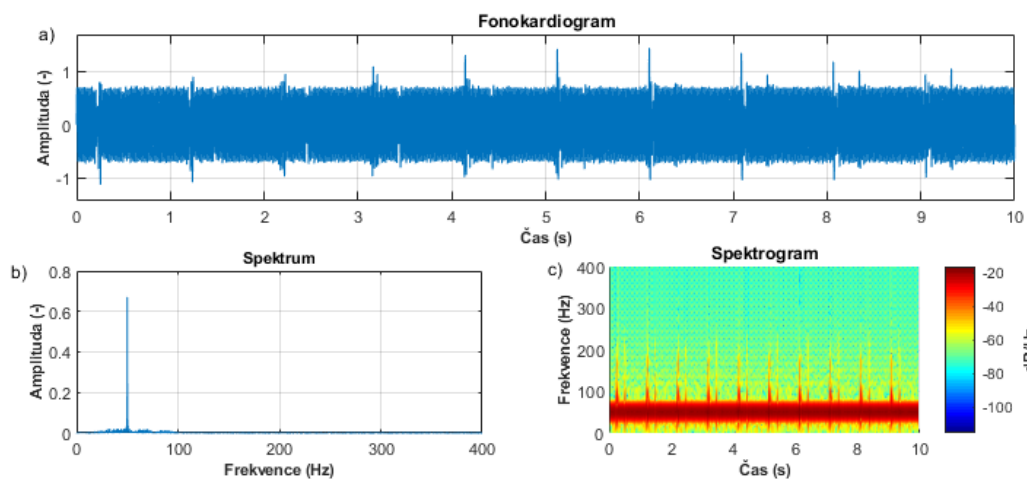 Fonokardiogram
a)
Amplituda (-)
1
0
-1
0 1 2 3 4 5 6 7 8 9 10
Čas (s)
b)
Spektrum
Amplituda (-)
0.8
0.6
0.4
0.2
0
0 100 200 300 400
Frekvence (Hz)
c)
Spektrogram
Frekvence (Hz)
400
300
200
100
0
0 2 4 6 8 10
Čas (s)
-20
-40
-60
-80
-100